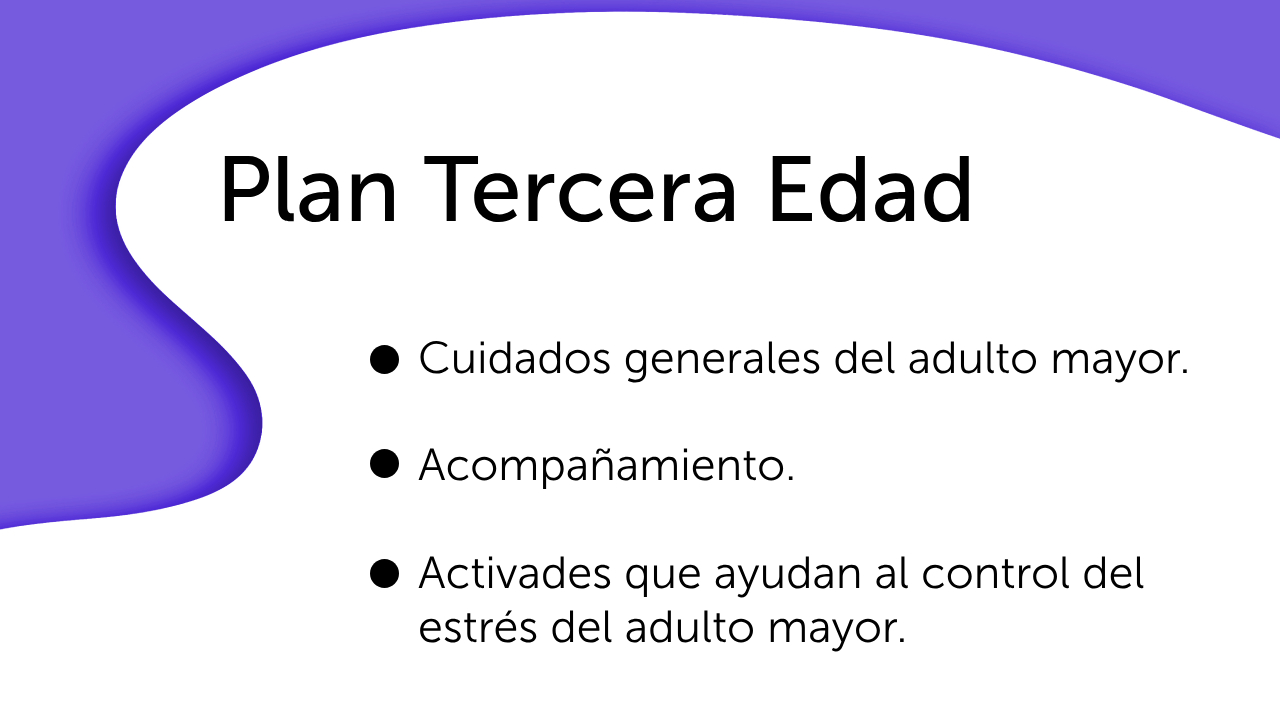 Plan Tercera Edad
● Cuidados generales del adulto mayor.
● Acompañamiento.
● Activades que ayudan al control del
estrés del adulto mayor.